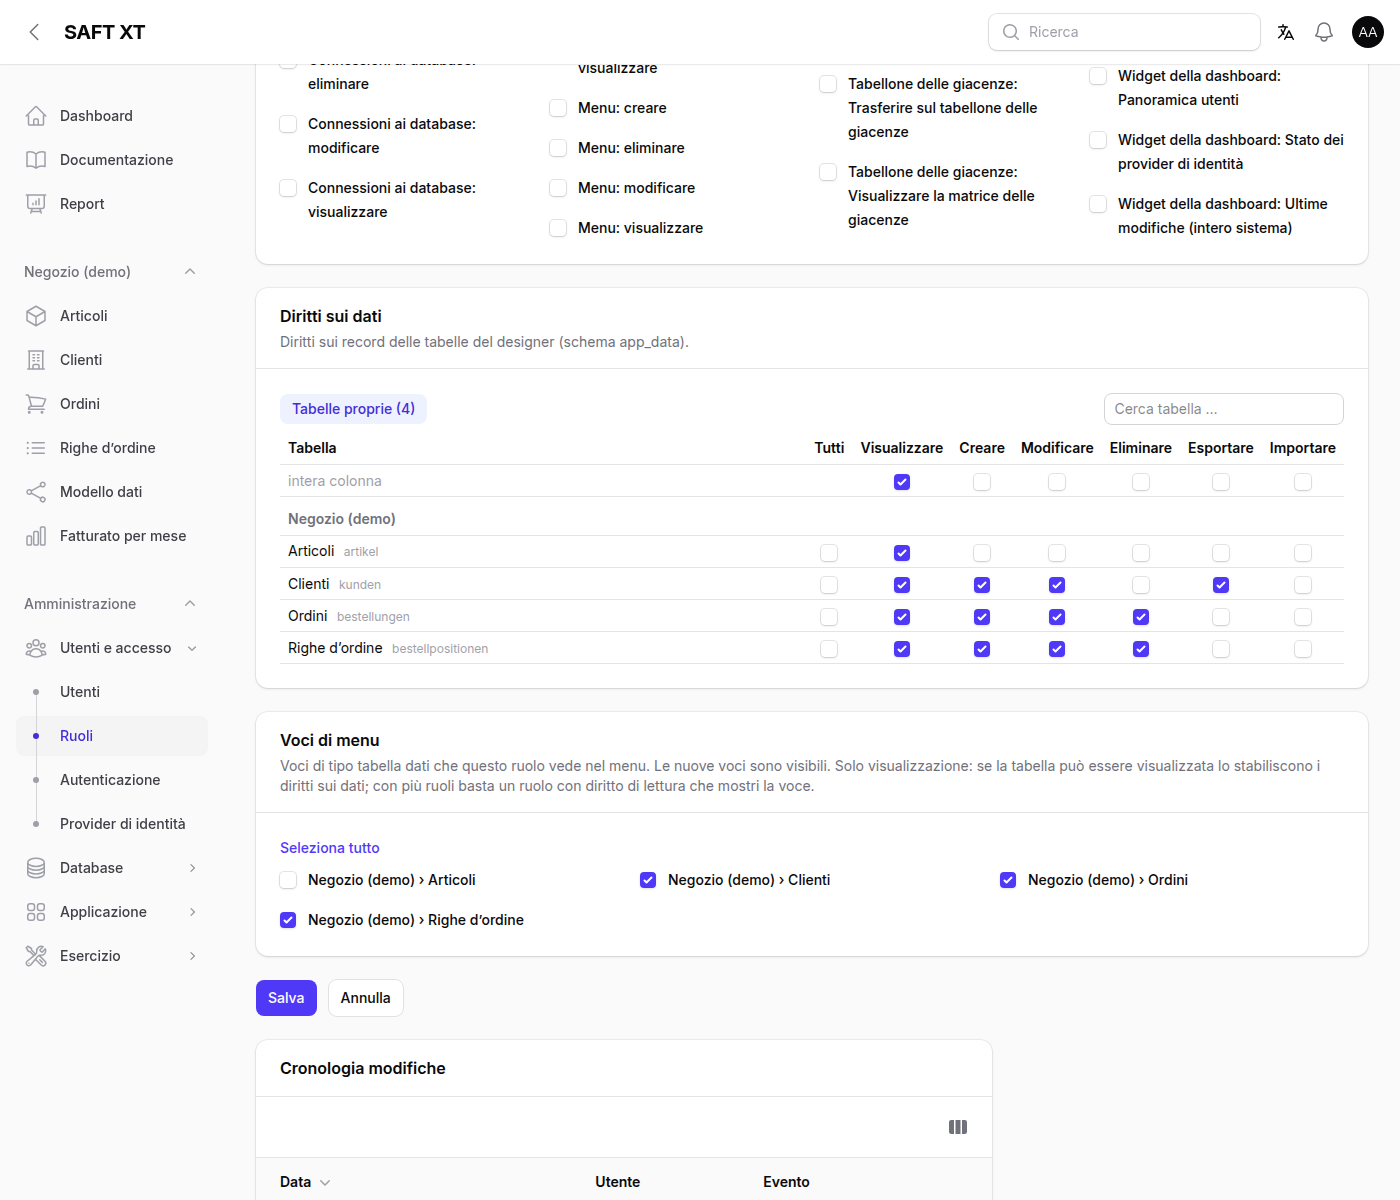 SAFT XT
Ricerca
AA
Dashboard
Documentazione
Report
Negozio (demo)
Articoli
Clienti
Ordini
Righe d’ordine
Modello dati
Fatturato per mese
Amministrazione
Utenti e accesso
Utenti
Ruoli
Autenticazione
Provider di identità
Database
Applicazione
Esercizio
Connessioni ai database:
eliminare
Connessioni ai database:
modificare
Connessioni ai database:
visualizzare
visualizzare
Menu: creare
Menu: eliminare
Menu: modificare
Menu: visualizzare
Tabellone delle giacenze:
Trasferire sul tabellone delle
giacenze
Tabellone delle giacenze:
Visualizzare la matrice delle
giacenze
Widget della dashboard:
Panoramica utenti
Widget della dashboard: Stato dei
provider di identità
Widget della dashboard: Ultime
modifiche (intero sistema)
Diritti sui dati
Diritti sui record delle tabelle del designer (schema app_data).
Tabelle proprie (4)
Cerca tabella ...
Tabella Tutti Visualizzare Creare Modificare Eliminare Esportare Importare
intera colonna
Negozio (demo)
Articoli artikel
Clienti kunden
Ordini bestellungen
Righe d’ordine bestellpositionen
Voci di menu
Voci di tipo tabella dati che questo ruolo vede nel menu. Le nuove voci sono visibili. Solo visualizzazione: se la tabella può essere visualizzata lo stabiliscono i
diritti sui dati; con più ruoli basta un ruolo con diritto di lettura che mostri la voce.
Seleziona tutto
Negozio (demo) › Articoli
Negozio (demo) › Clienti
Negozio (demo) › Ordini
Negozio (demo) › Righe d’ordine
Salva
Annulla
Cronologia modifiche
Data Utente Evento